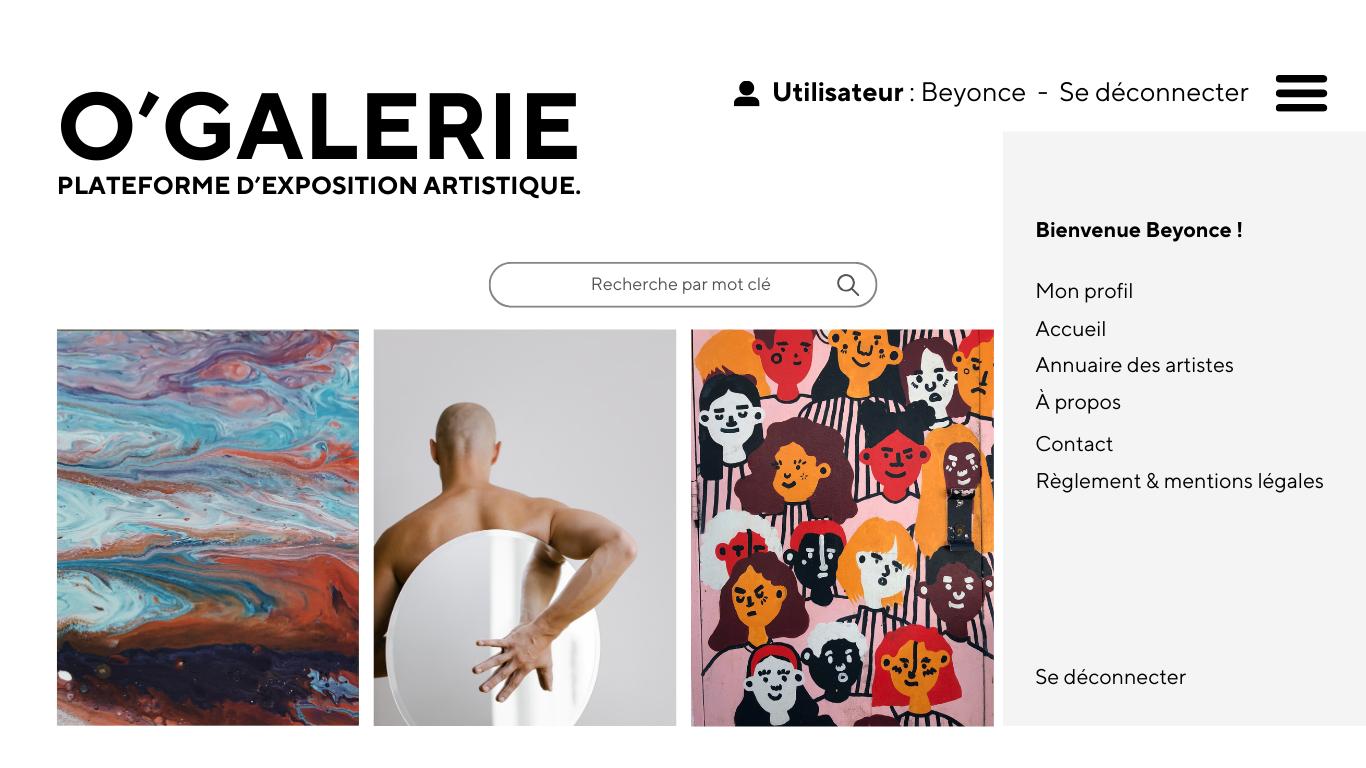 O’GALERIE
PLATEFORME D’EXPOSITION ARTISTIQUE.
Utilisateur : Beyonce - Se déconnecter
Recherche par mot clé
Bienvenue Beyonce !
Mon profil
Accueil
Annuaire des artistes
À propos
Contact
Règlement & mentions légales
Se déconnecter